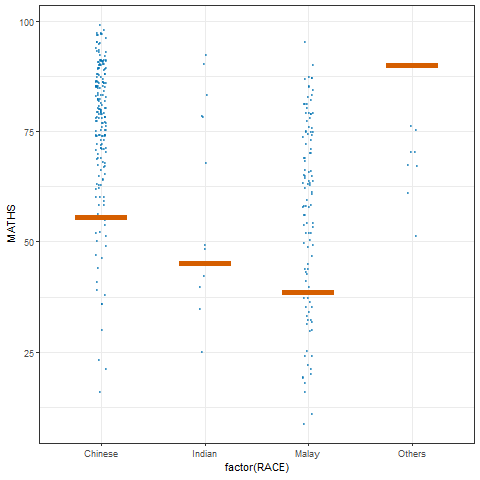 100
75
50
25
MATHS
Chinese
Indian
Malay
Others
factor(RACE)